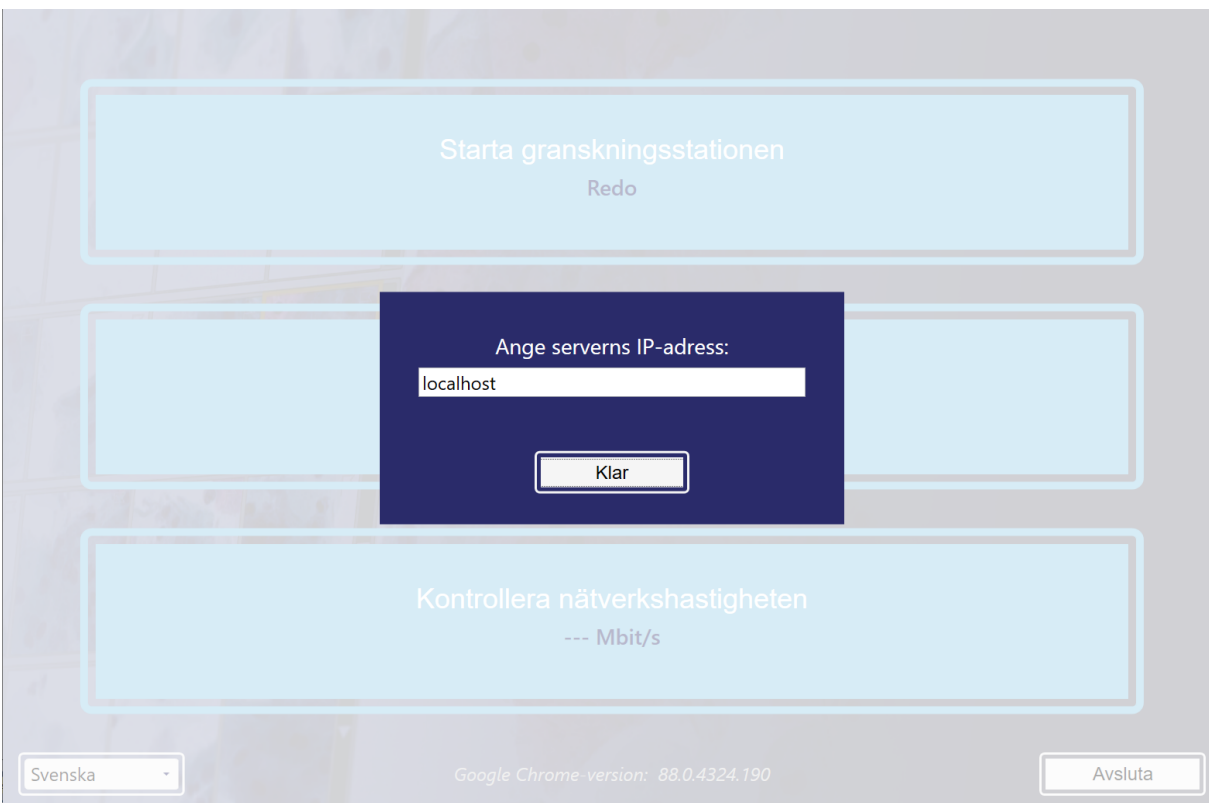 Starta granskningsstationen
Redo
Ange serverns IP-adress:
localhost
Klar
Kontrollera nätverkshastigheten
--- Mbit/s
Svenska
Google Chrome-version: 88.0.4324.190
Avsluta